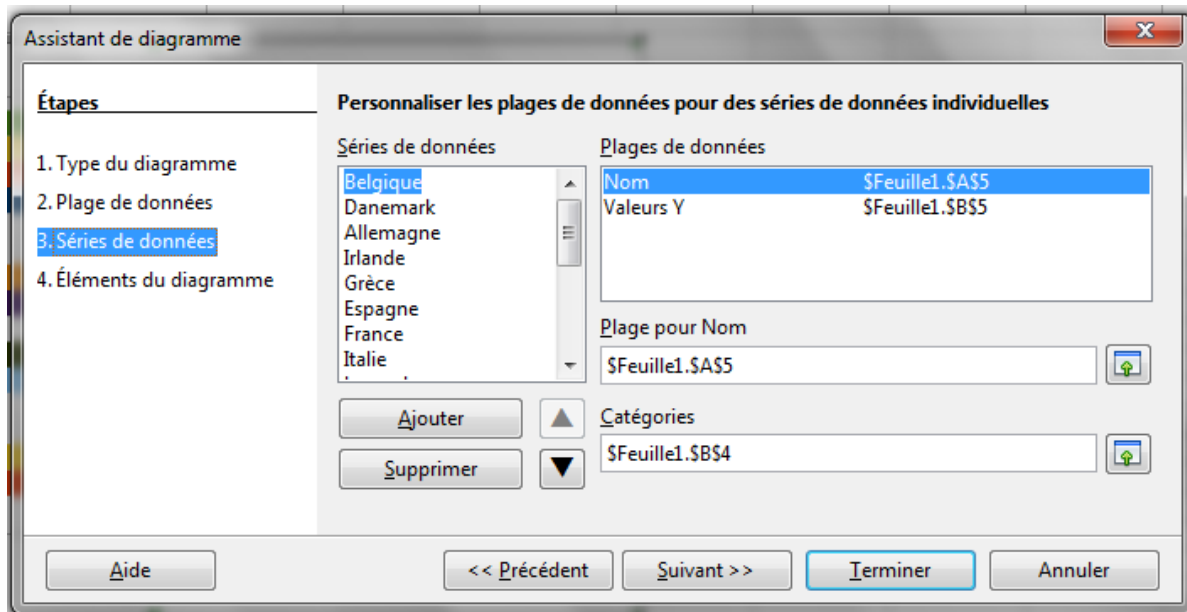 Assistant de diagramme
Étapes
1. Type du diagramme
2. Plage de données
3. Séries de données
4. Éléments du diagramme
Personnaliser les plages de données pour des séries de données individuelles
Séries de données
Belgique
Danemark
Allemagne
Irlande
Grèce
Espagne
France
Italie
Ajouter
Supprimer
Plages de données
Nom $Feuille1.$A$5
Valeurs Y $Feuille1.$B$5
Plage pour Nom
$Feuille1.$A$5
Catégories
$Feuille1.$B$4
Aide
<< Précédent
Suivant >>
Terminer
Annuler